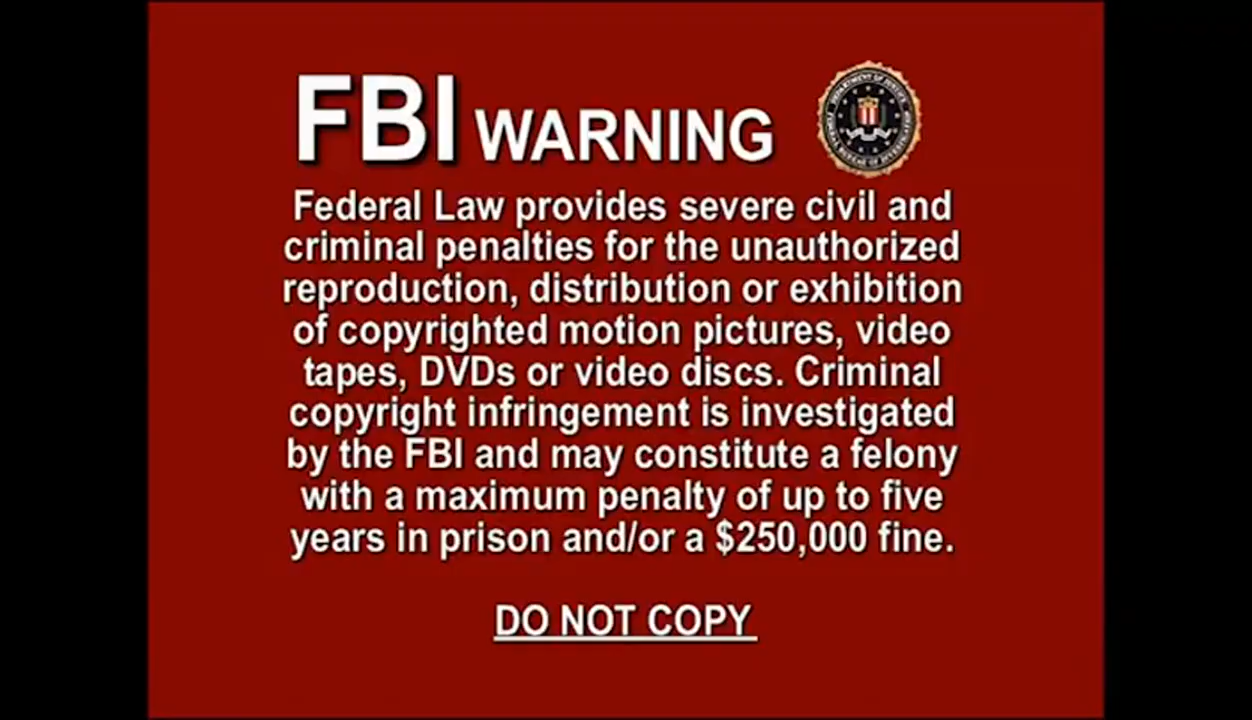 FBI WARNING
Federal Law provides severe civil and
criminal penalties for the unauthorized
reproduction, distribution or exhibition
of copyrighted motion pictures, video
tapes, DVDs or video discs. Criminal
copyright infringement is investigated
by the FBI and may constitute a felony
with a maximum penalty of up to five
years in prison and/or a $250,000 fine.
DO NOT COPY